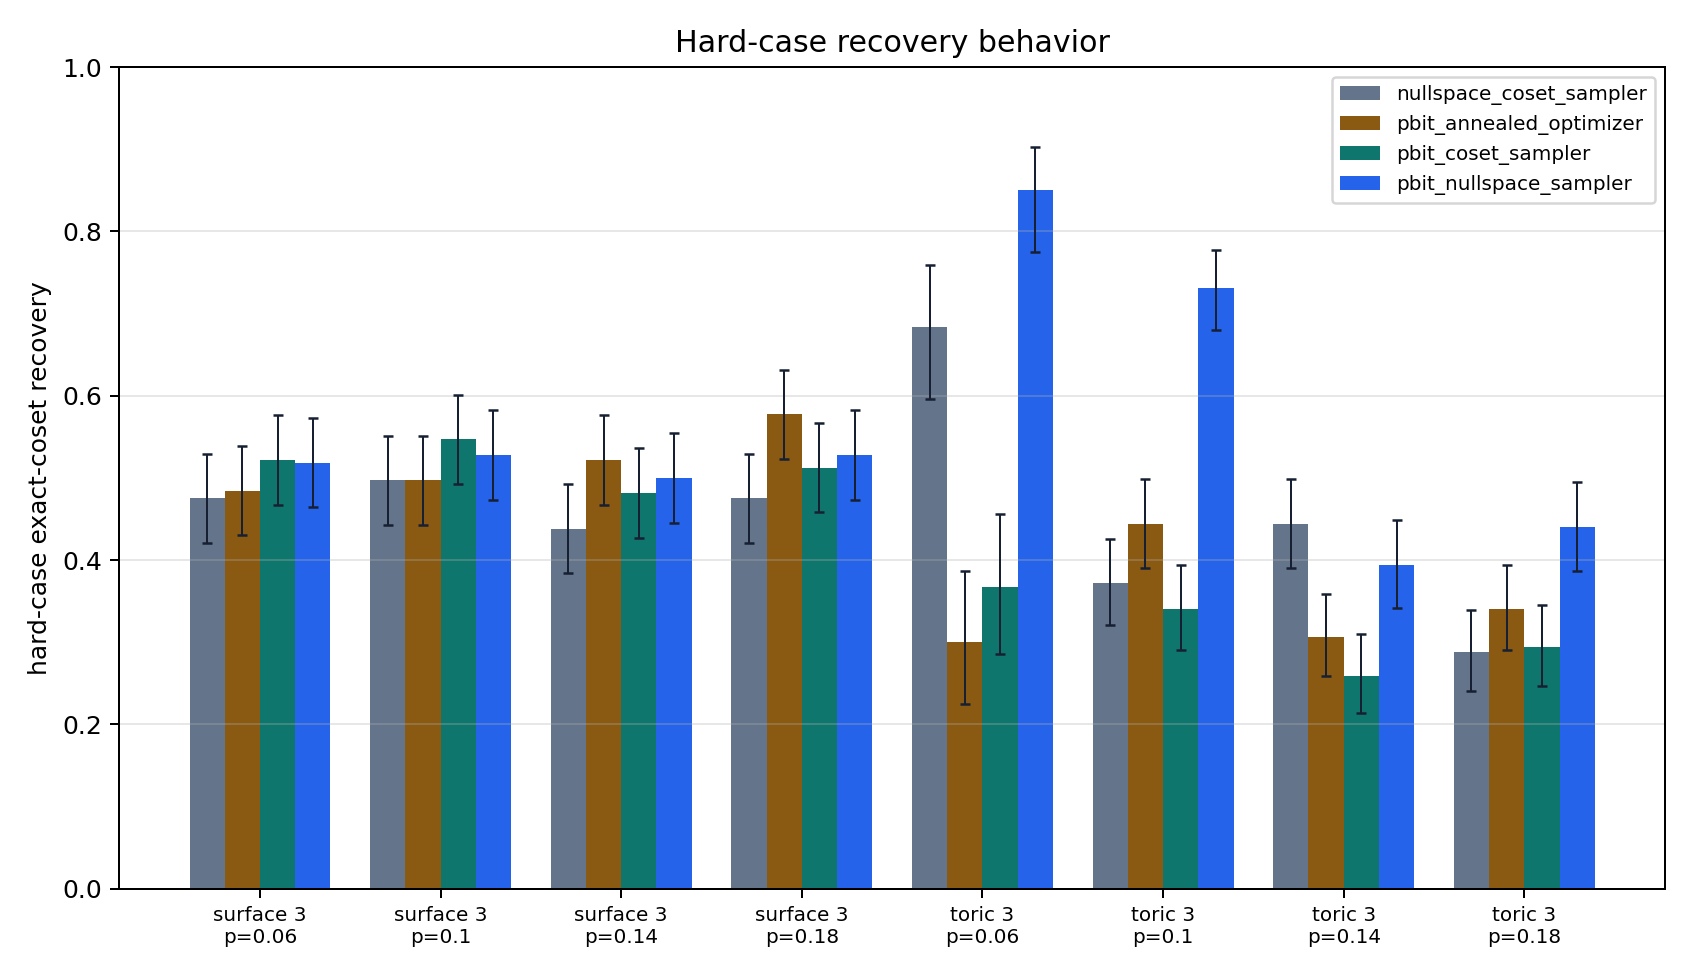 Hard-case recovery behavior
nullspace_coset_sampler
pbit_annealed_optimizer
pbit_coset_sampler
pbit_nullspace_sampler
hard-case exact-coset recovery
1.0
0.8
0.6
0.4
0.2
0.0
surface 3
p=0.06
surface 3
p=0.1
surface 3
p=0.14
surface 3
p=0.18
toric 3
p=0.06
toric 3
p=0.1
toric 3
p=0.14
toric 3
p=0.18